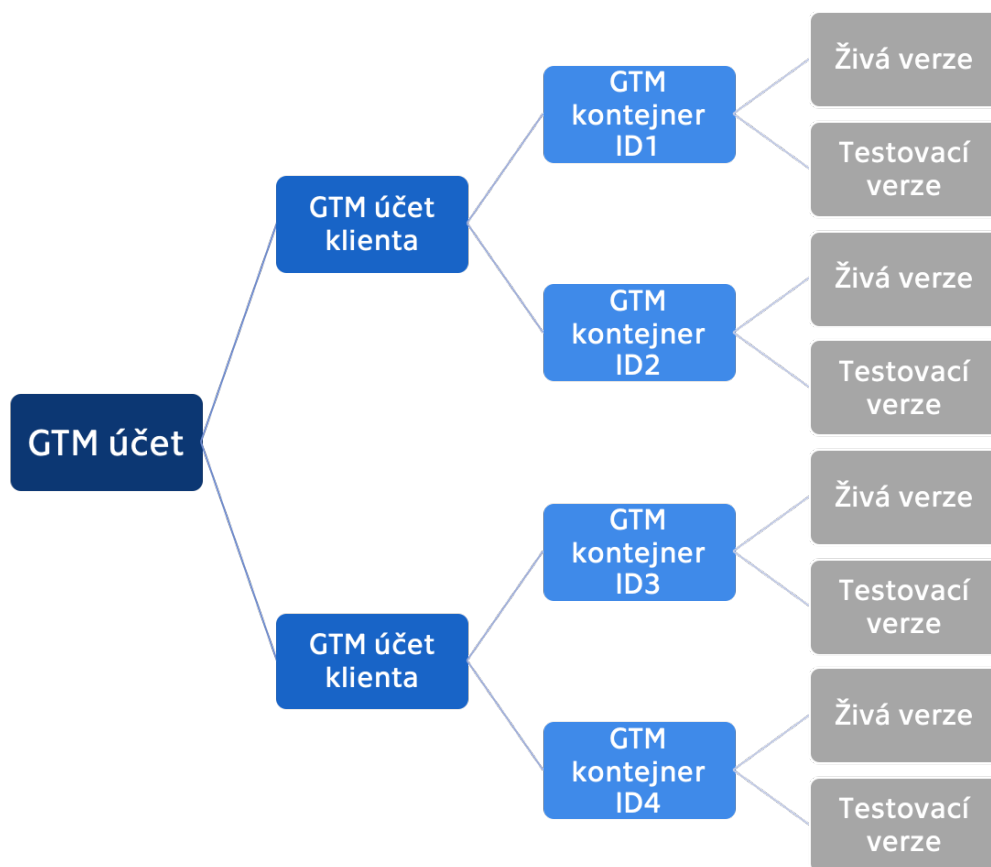 GTM účet
GTM účet
klienta
GTM
kontejner
ID1
Živá verze
Testovací
verze
GTM
kontejner
ID2
Živá verze
Testovací
verze
GTM účet
klienta
GTM
kontejner
ID3
Živá verze
Testovací
verze
GTM
kontejner
ID4
Živá verze
Testovací
verze